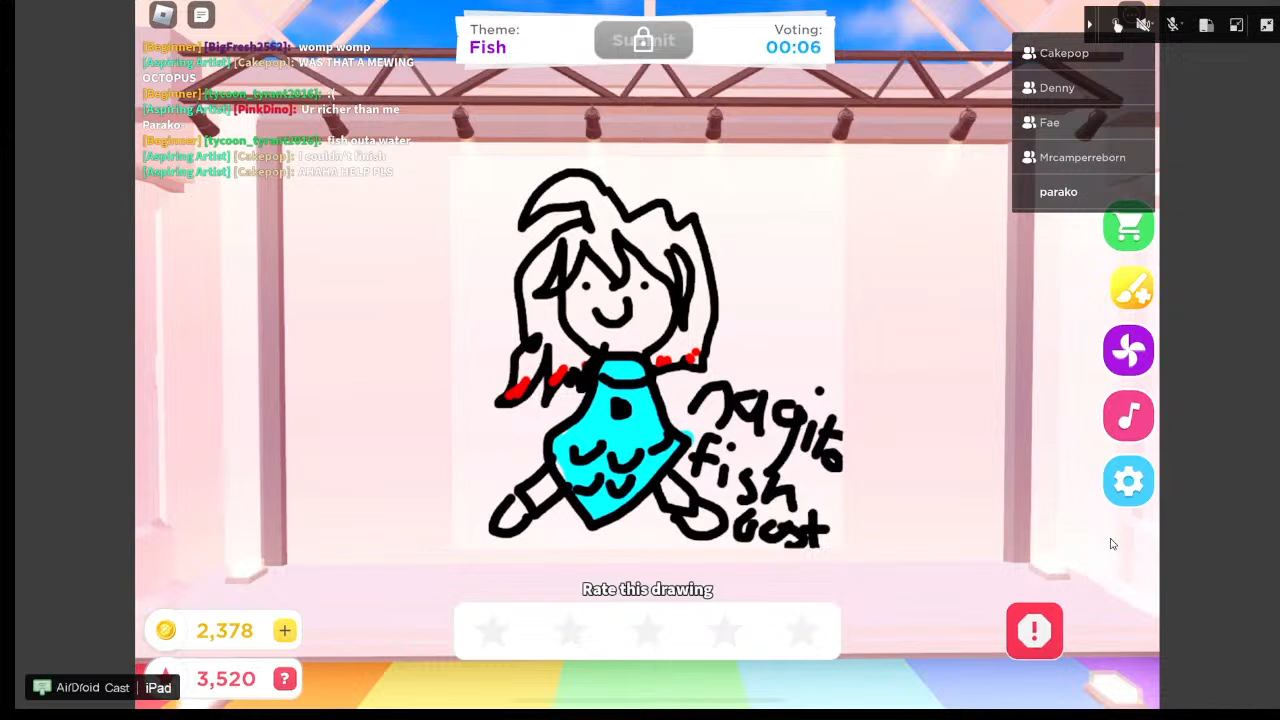 Theme:
Fish
Submit
Voting:
00:06
[Beginner] [BigFresh2562]: womp womp
[Aspiring Artist] [Cakepop]: WAS THAT A MEWING
OCTOPUS
[Beginner] [tycoon_tyrant2016]: :(
[Aspiring Artist] [PinkDino]: Ur richer than me
Parako
[Beginner] [tycoon_tyrant2016]: fish outa water
[Aspiring Artist] [Cakepop]: I couldn't finish
[Aspiring Artist] [Cakepop]: AHAHA HELP PLS
Cakepop
Denny
Fae
Mrcamperreborn
parako
nagito
fish
Rate this drawing
2,378
+
3,520
?
AirDroid Cast | iPad